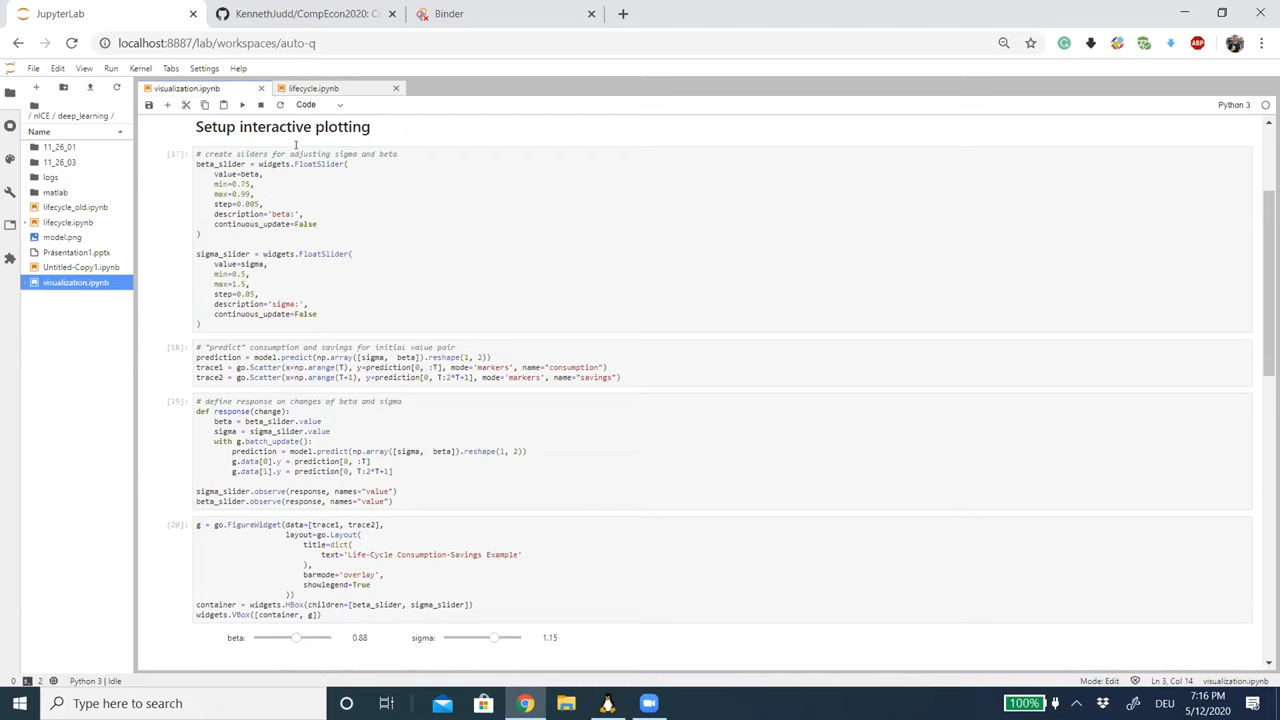 JupyterLab
KennethJudd/CompEcon2020: Co
Binder
localhost:8887/lab/workspaces/auto-q
ABP
File Edit View Run Kernel Tabs Settings Help
visualization.ipynb
lifecycle.ipynb
Code
Python 3
/ nICE / deep_learning /
Name
11_26_01
11_26_03
logs
matlab
lifecycle_old.ipynb
lifecycle.ipynb
model.png
Präsentation1.pptx
Untitled-Copy1.ipynb
visualization.ipynb
Setup interactive plotting
[17]: # create sliders for adjusting sigma and beta
beta_slider = widgets.FloatSlider(
value=beta,
min=0.75,
max=0.99,
step=0.005,
description='beta:',
continuous_update=False
)
sigma_slider = widgets.FloatSlider(
value=sigma,
min=0.5,
max=1.5,
step=0.05,
description='sigma:',
continuous_update=False
)
[18]: # "predict" consumption and savings for initial value pair
prediction = model.predict(np.array([sigma, beta]).reshape(1, 2))
trace1 = go.Scatter(x=np.arange(T), y=prediction[0, :T], mode='markers', name="consumption")
trace2 = go.Scatter(x=np.arange(T+1), y=prediction[0, T:2*T+1], mode='markers', name="savings")
[19]: # define response on changes of beta and sigma
def response(change):
beta = beta_slider.value
sigma = sigma_slider.value
with g.batch_update():
prediction = model.predict(np.array([sigma, beta]).reshape(1, 2))
g.data[0].y = prediction[0, :T]
g.data[1].y = prediction[0, T:2*T+1]
sigma_slider.observe(response, names="value")
beta_slider.observe(response, names="value")
[20]: g = go.FigureWidget(data=[trace1, trace2],
layout=go.Layout(
title=dict(
text='Life-Cycle Consumption-Savings Example'
),
barmode='overlay',
showlegend=True
))
container = widgets.HBox(children=[beta_slider, sigma_slider])
widgets.VBox([container, g])
beta: 0.88 sigma: 1.15
0 2 Python 3 | Idle
Mode: Edit Ln 3, Col 14 visualization.ipynb
Type here to search
100%
DEU
7:16 PM
5/12/2020